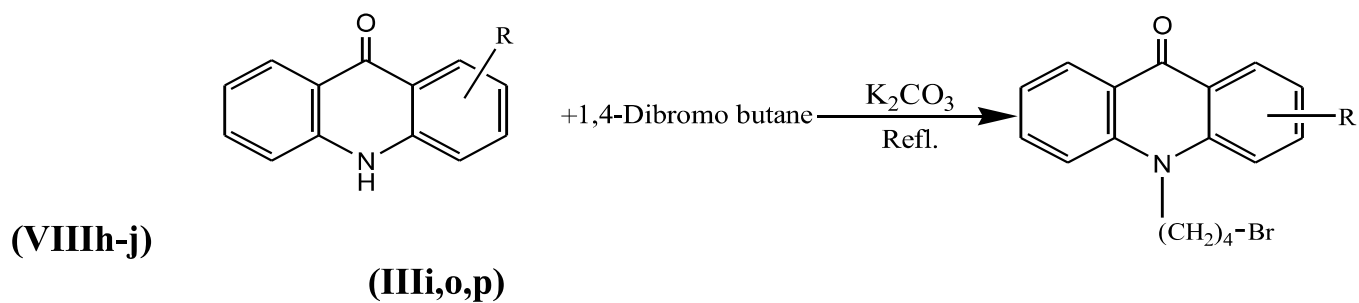 O
R
N
H
+1,4-Dibromo butane
K₂CO₃
Refl.
O
R
N
(CH₂)₄-Br
(VIIIh-j)
(IIIi,o,p)